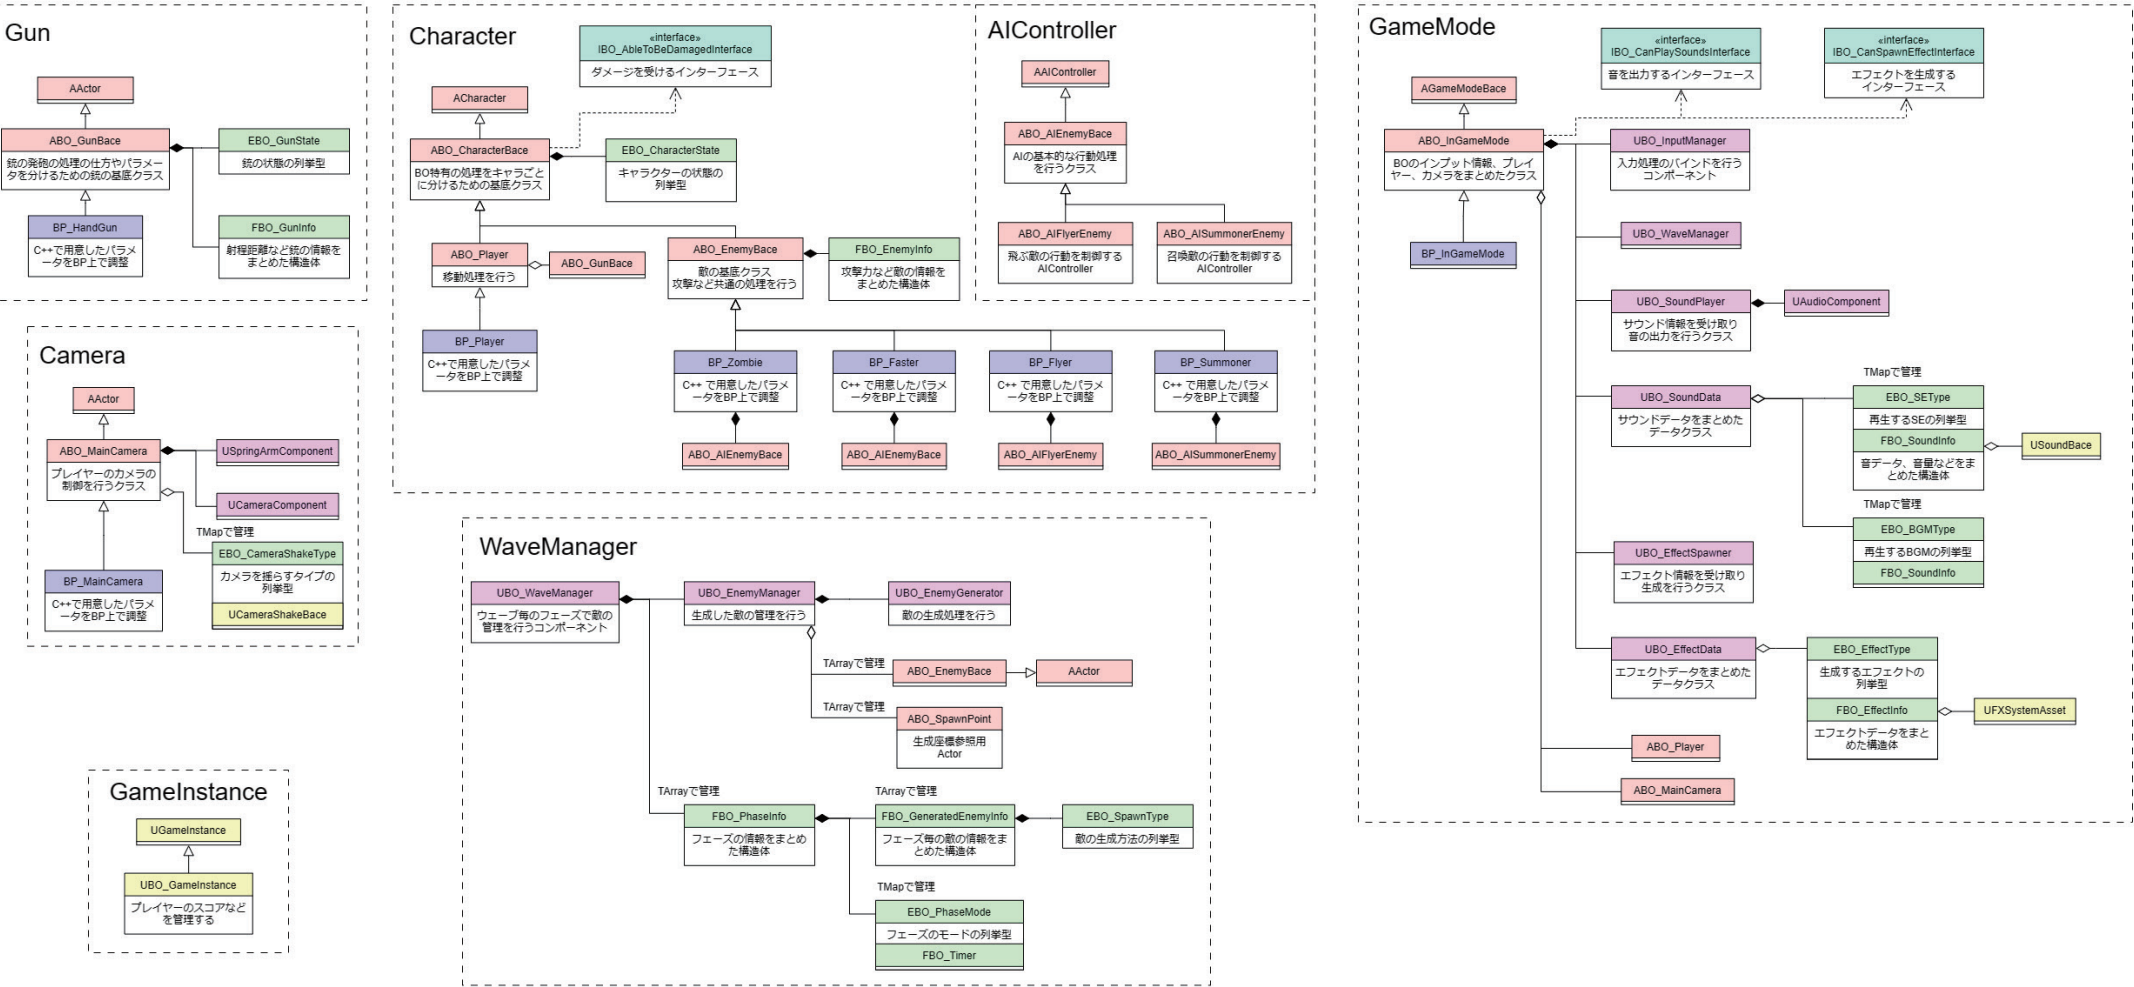 Gun
AActor
ABO_GunBace
銃の発砲の処理の仕方やパラメー
タを分けるための銃の基底クラス
EBO_GunState
銃の状態の列挙型
BP_HandGun
C++で用意したパラメ
ータをBP上で調整
FBO_GunInfo
射程距離など銃の情報を
まとめた構造体
Camera
AActor
ABO_MainCamera
プレイヤーのカメラの
制御を行うクラス
USpringArmComponent
UCameraComponent
TMapで管理
EBO_CameraShakeType
カメラを揺らすタイプの
列挙型
UCameraShakeBace
BP_MainCamera
C++で用意したパラメ
ータをBP上で調整
GameInstance
UGameInstance
UBO_GameInstance
プレイヤーのスコアなど
を管理する
Character
«interface»
IBO_AbleToBeDamagedInterface
ダメージを受けるインターフェース
ACharacter
ABO_CharacterBace
BO特有の処理をキャラごと
に分けるための基底クラス
EBO_CharacterState
キャラクターの状態の
列挙型
ABO_Player
移動処理を行う
ABO_GunBace
ABO_EnemyBace
敵の基底クラス
攻撃など共通の処理を行う
FBO_EnemyInfo
攻撃力など敵の情報を
まとめた構造体
BP_Player
C++で用意したパラメ
ータをBP上で調整
BP_Zombie
C++ で用意したパラメ
ータをBP上で調整
BP_Faster
C++ で用意したパラメ
ータをBP上で調整
BP_Flyer
C++ で用意したパラメ
ータをBP上で調整
BP_Summoner
C++ で用意したパラメ
ータをBP上で調整
ABO_AIEnemyBace
ABO_AIEnemyBace
ABO_AIFlyerEnemy
ABO_AISummonerEnemy
AIController
AAIController
ABO_AIEnemyBace
AIの基本的な行動処理
を行うクラス
ABO_AIFlyerEnemy
飛ぶ敵の行動を制御する
AIController
ABO_AISummonerEnemy
召喚敵の行動を制御する
AIController
WaveManager
UBO_WaveManager
ウェーブ毎のフェーズで敵の
管理を行うコンポーネント
UBO_EnemyManager
生成した敵の管理を行う
UBO_EnemyGenerator
敵の生成処理を行う
TArrayで管理
ABO_EnemyBace
AActor
TArrayで管理
ABO_SpawnPoint
生成座標参照用
Actor
TArrayで管理
FBO_PhaseInfo
フェーズの情報をまとめ
た構造体
TArrayで管理
FBO_GeneratedEnemyInfo
フェーズ毎の敵の情報をま
とめた構造体
EBO_SpawnType
敵の生成方法の列挙型
TMapで管理
EBO_PhaseMode
フェーズのモードの列挙型
FBO_Timer
GameMode
«interface»
IBO_CanPlaySoundsInterface
音を出力するインターフェース
«interface»
IBO_CanSpawnEffectInterface
エフェクトを生成する
インターフェース
AGameModeBace
ABO_InGameMode
BOのインプット情報、プレイ
ヤー、カメラをまとめたクラス
BP_InGameMode
UBO_InputManager
入力処理のバインドを行う
コンポーネント
UBO_WaveManager
UBO_SoundPlayer
サウンド情報を受け取り
音の出力を行うクラス
UAudioComponent
UBO_SoundData
サウンドデータをまとめた
データクラス
TMapで管理
EBO_SEType
再生するSEの列挙型
FBO_SoundInfo
音データ、音量などをま
とめた構造体
USoundBace
TMapで管理
EBO_BGMType
再生するBGMの列挙型
FBO_SoundInfo
UBO_EffectSpawner
エフェクト情報を受け取り
生成を行うクラス
UBO_EffectData
エフェクトデータをまとめた
データクラス
EBO_EffectType
生成するエフェクトの
列挙型
FBO_EffectInfo
エフェクトデータをまと
めた構造体
UFXSystemAsset
ABO_Player
ABO_MainCamera